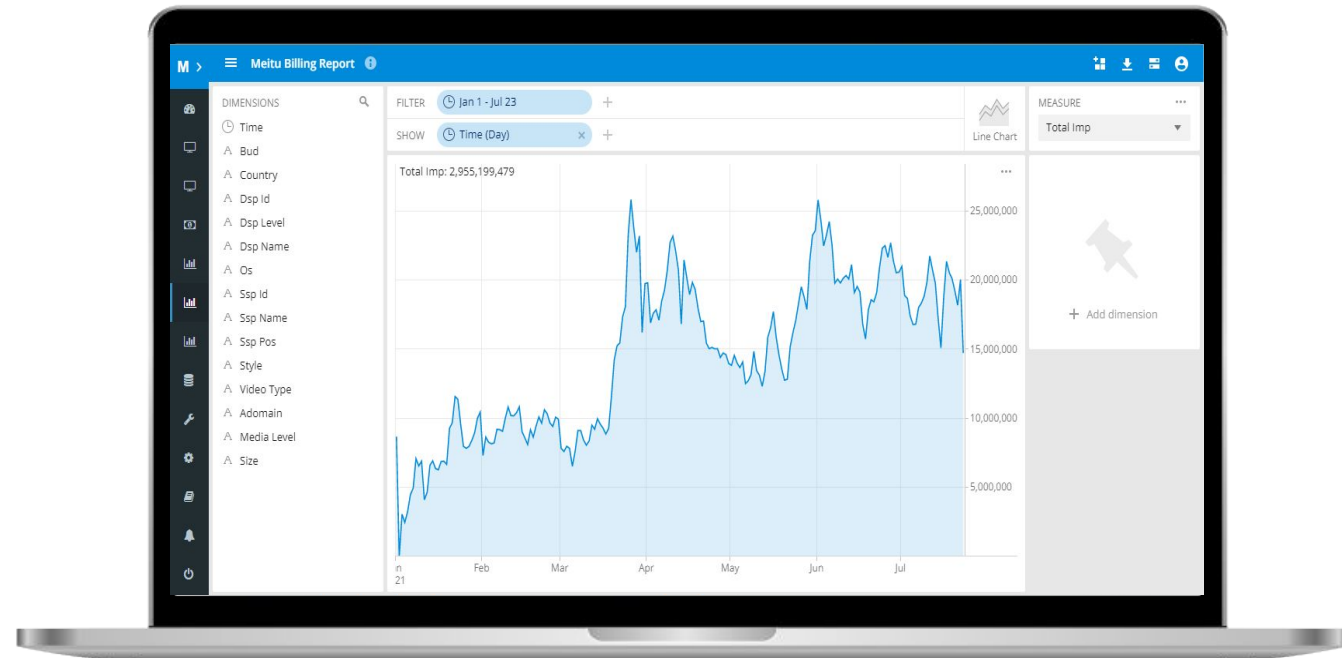 M >
Meitu Billing Report
DIMENSIONS
Time
A Bud
A Country
A Dsp Id
A Dsp Level
A Dsp Name
A Os
A Ssp Id
A Ssp Name
A Ssp Pos
A Style
A Video Type
A Adomain
A Media Level
A Size
FILTER Jan 1 - Jul 23 +
SHOW Time (Day) × +
Line Chart
MEASURE ...
Total Imp
Total Imp: 2,955,199,479 ...
25,000,000
20,000,000
15,000,000
10,000,000
5,000,000
n Feb Mar Apr May Jun Jul
21
+ Add dimension